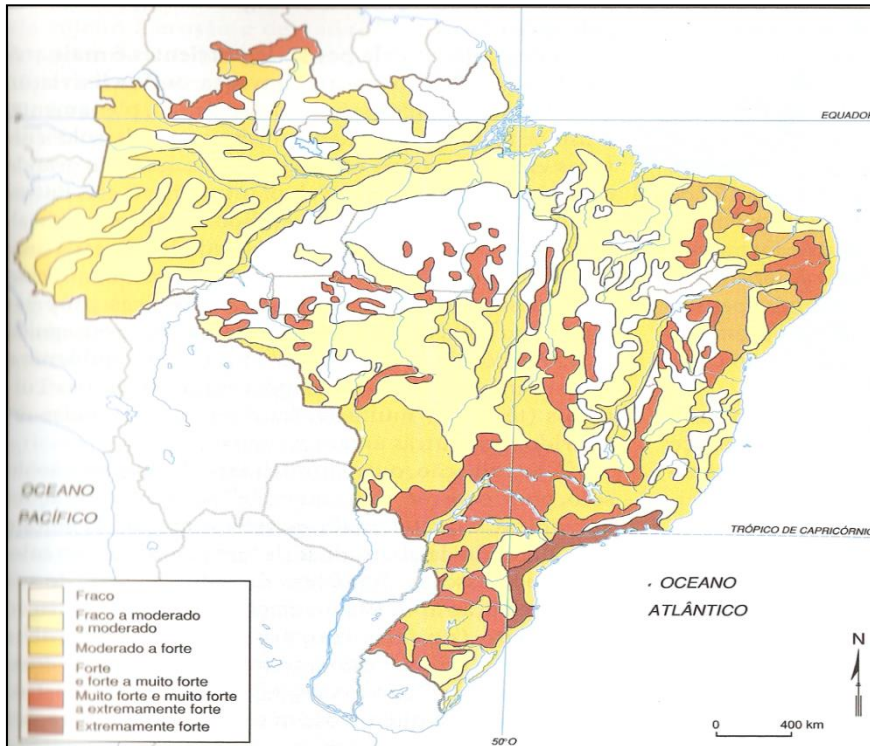 EQUADOR
OCEANO
PACÍFICO
TRÓPICO DE CAPRICÓRNIO
OCEANO
ATLÂNTICO
Fraco
Fraco a moderado
e moderado
Moderado a forte
Forte
e forte a muito forte
Muito forte e muito forte
a extremamente forte
Extremamente forte
N
0 400 km
50°O